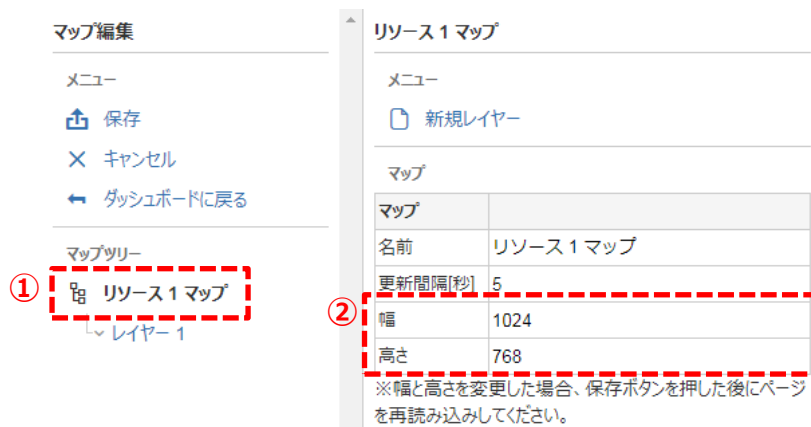 マップ編集
メニュー
保存
キャンセル
ダッシュボードに戻る
マップツリー
① リソース 1 マップ
レイヤー 1
リソース 1 マップ
メニュー
新規レイヤー
マップ
マップ
名前 リソース 1 マップ
更新間隔[秒] 5
② 幅 1024
高さ 768
※幅と高さを変更した場合、保存ボタンを押した後にページ
を再読み込みしてください。